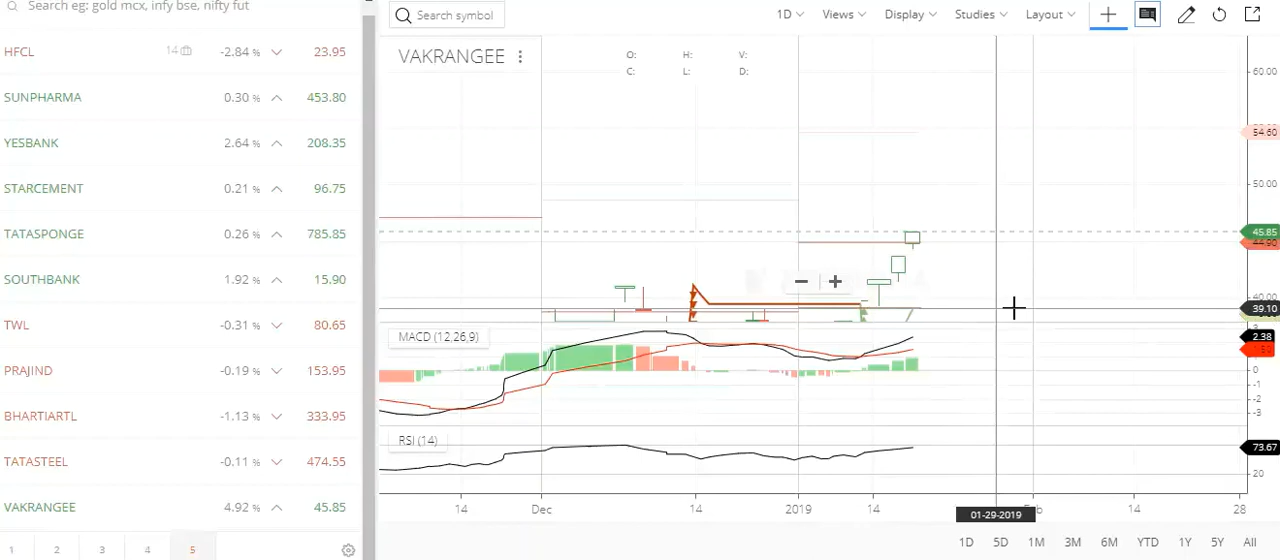 Search eg: gold mcx, infy bse, nifty fut
HFCL 14 -2.84 % 23.95
SUNPHARMA 0.30 % 453.80
YESBANK 2.64 % 208.35
STARCEMENT 0.21 % 96.75
TATASPONGE 0.26 % 785.85
SOUTHBANK 1.92 % 15.90
TWL -0.31 % 80.65
PRAJIND -0.19 % 153.95
BHARTIARTL -1.13 % 333.95
TATASTEEL -0.11 % 474.55
VAKRANGEE 4.92 % 45.85
1 2 3 4 5
Search symbol 1D Views Display Studies Layout
VAKRANGEE
O: H: V:
C: L: D:
60.00
54.60
50.00
45.85
44.90
40.00
39.10
MACD (12,26,9)
2.38
0
-1
-2
-3
RSI (14)
73.67
20
14 Dec 14 2019 14 Feb 14 28
01-29-2019
1D 5D 1M 3M 6M YTD 1Y 5Y All